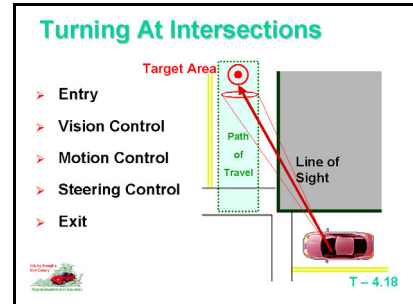 Turning At Intersections
Target Area
Entry
Vision Control
Motion Control
Steering Control
Exit
Path
of
Travel
Line of
Sight
T – 4.18